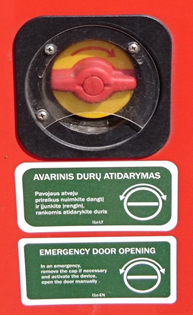 AVARINIS DURŲ ATIDARYMAS
Pavojaus atveju
prireikus nuimkite dangtį
ir įjunkite įrenginį,
rankomis atidarykite duris
EMERGENCY DOOR OPENING
In an emergency,
remove the cap if necessary
and activate the device,
open the door manually